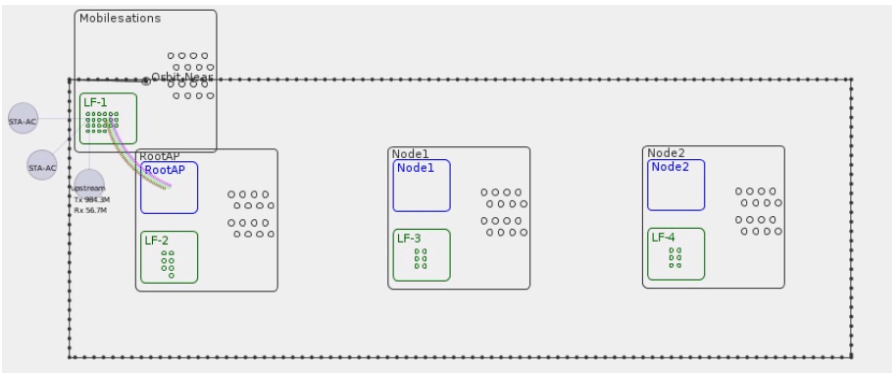 Mobilesations
Orbit Near
LF-1
STA-AC
STA-AC
upstream
Tx 984.3M
Rx 56.7M
RootAP
RootAP
LF-2
Node1
Node1
LF-3
Node2
Node2
LF-4